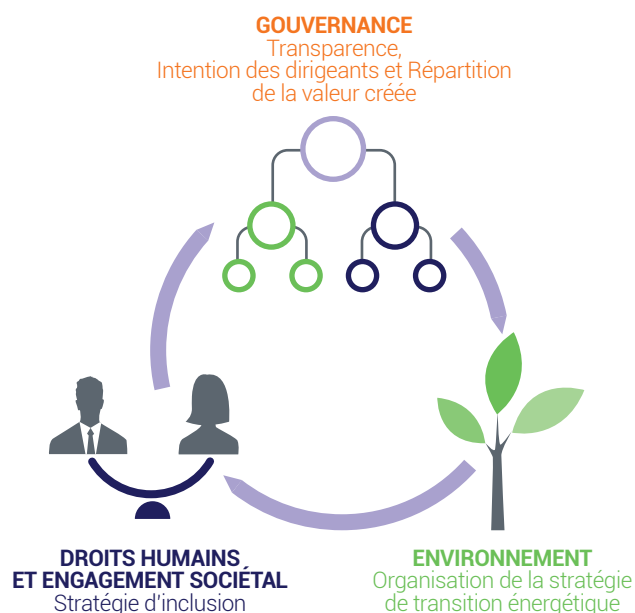 GOUVERNANCE
Transparence,
Intention des dirigeants et Répartition
de la valeur créée
DROITS HUMAINS
ET ENGAGEMENT SOCIÉTAL
Stratégie d'inclusion
ENVIRONNEMENT
Organisation de la stratégie
de transition énergétique